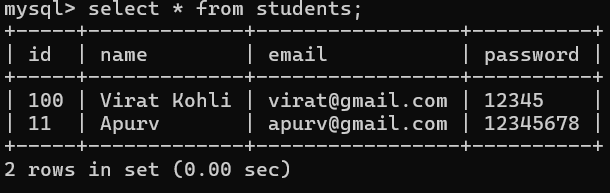 mysql> select * from students;
+-----+-------------+-----------------+----------+
| id  | name        | email           | password |
+-----+-------------+-----------------+----------+
| 100 | Virat Kohli | virat@gmail.com | 12345    |
| 11  | Apurv       | apurv@gmail.com | 12345678 |
+-----+-------------+-----------------+----------+
2 rows in set (0.00 sec)